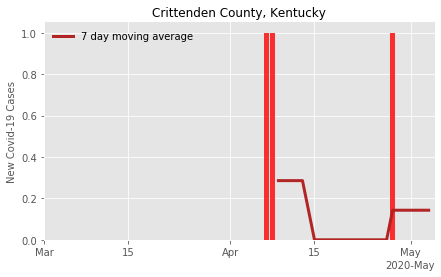 Crittenden County, Kentucky
7 day moving average
New Covid-19 Cases
1.0
0.8
0.6
0.4
0.2
0.0
Mar 15 Apr 15 May
2020-May